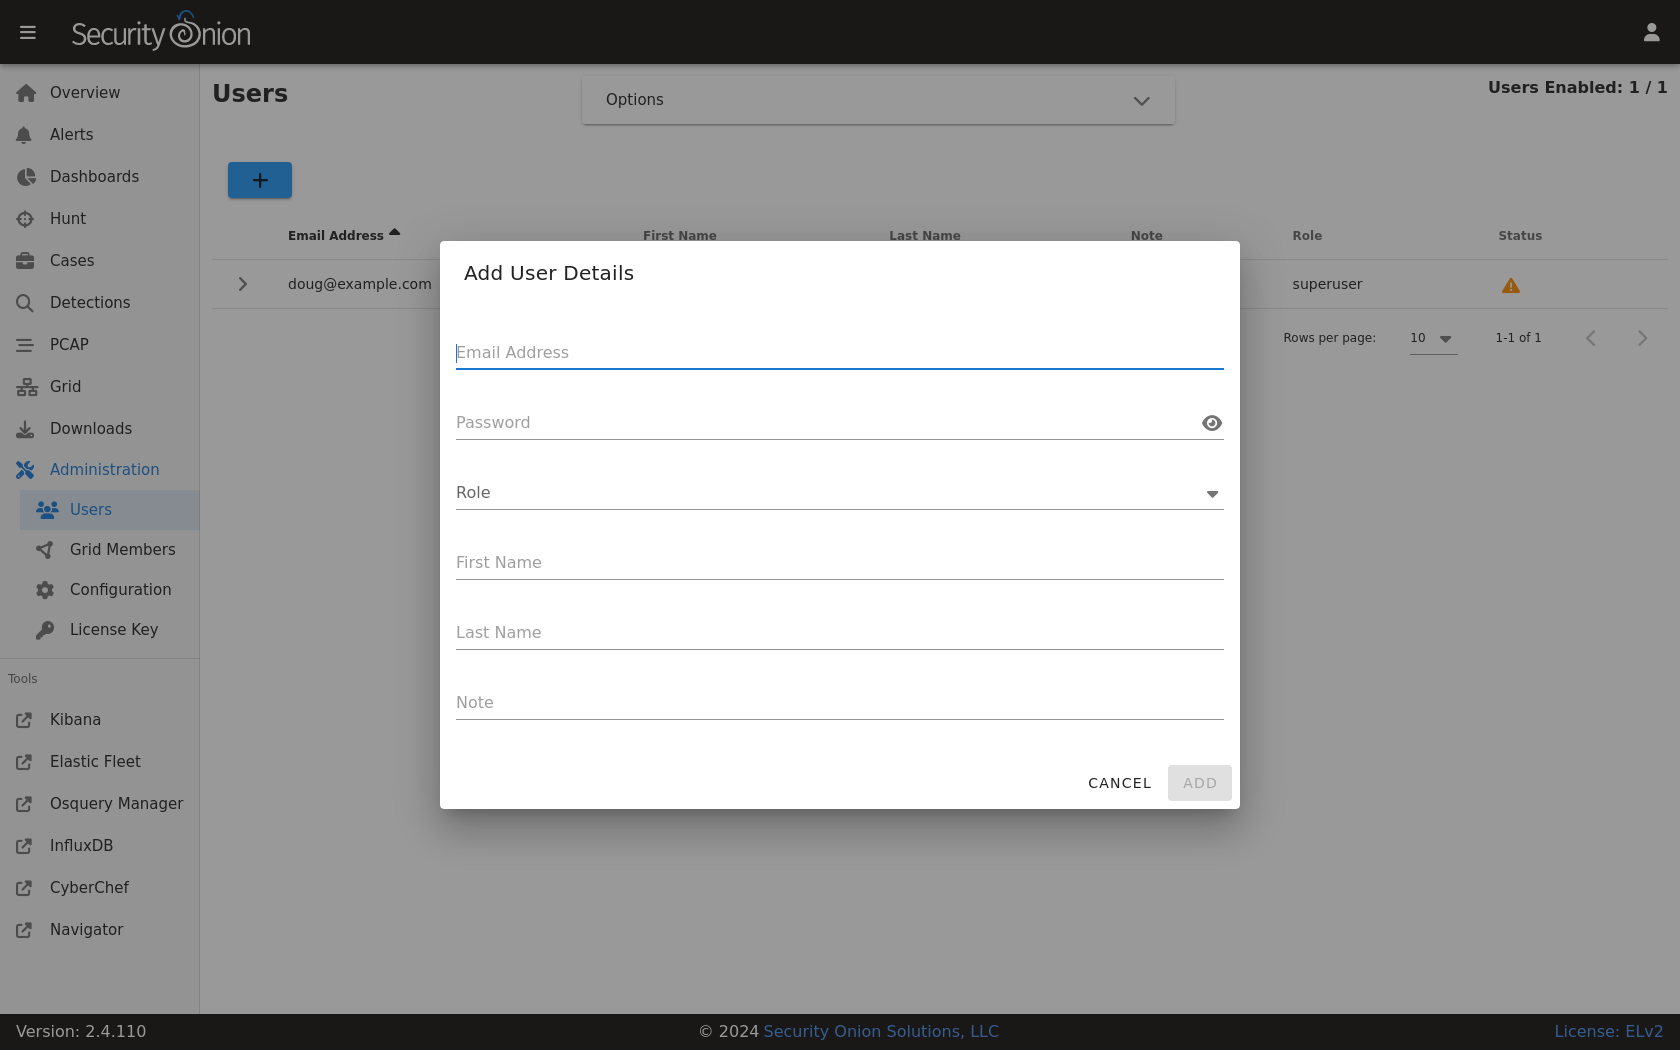 Security Onion
Overview
Alerts
Dashboards
Hunt
Cases
Detections
PCAP
Grid
Downloads
Administration
Users
Grid Members
Configuration
License Key
Tools
Kibana
Elastic Fleet
Osquery Manager
InfluxDB
CyberChef
Navigator
Users
Options
Users Enabled: 1 / 1
+
Email Address First Name Last Name Note Role Status
doug@example.com superuser
Rows per page: 10 1-1 of 1
Add User Details
Email Address
Password
Role
First Name
Last Name
Note
CANCEL ADD
Version: 2.4.110 © 2024 Security Onion Solutions, LLC License: ELv2